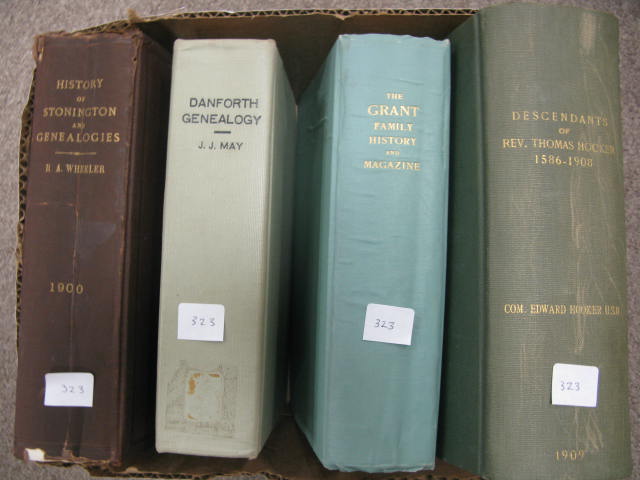 HISTORY
OF
STONINGTON
AND
GENEALOGIES
R. A. WHEELER
1900
323
DANFORTH
GENEALOGY
J. J. MAY
323
THE
GRANT
FAMILY
HISTORY
AND
MAGAZINE
323
DESCENDANTS
OF
REV. THOMAS HOOKER
1586-1908
COM. EDWARD HOOKER U.S.N.
323
1909